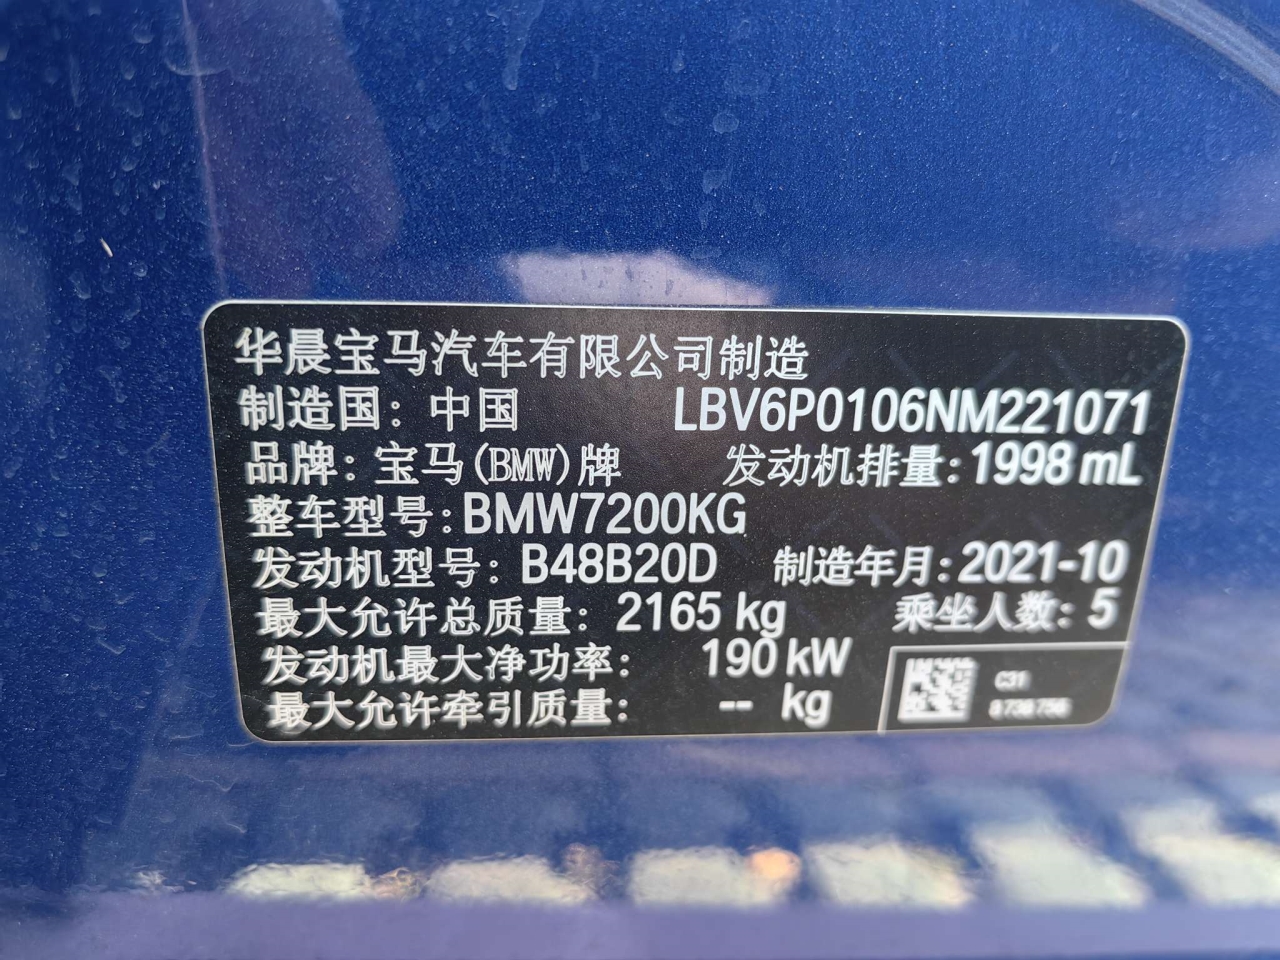 华晨宝马汽车有限公司制造
制造国：中国 LBV6P0106NM221071
品牌：宝马(BMW)牌 发动机排量：1998 mL
整车型号：BMW7200KG
发动机型号：B48B20D 制造年月：2021-10
最大允许总质量：2165 kg 乘坐人数：5
发动机最大净功率：190 kW
最大允许牵引质量：-- kg
C31